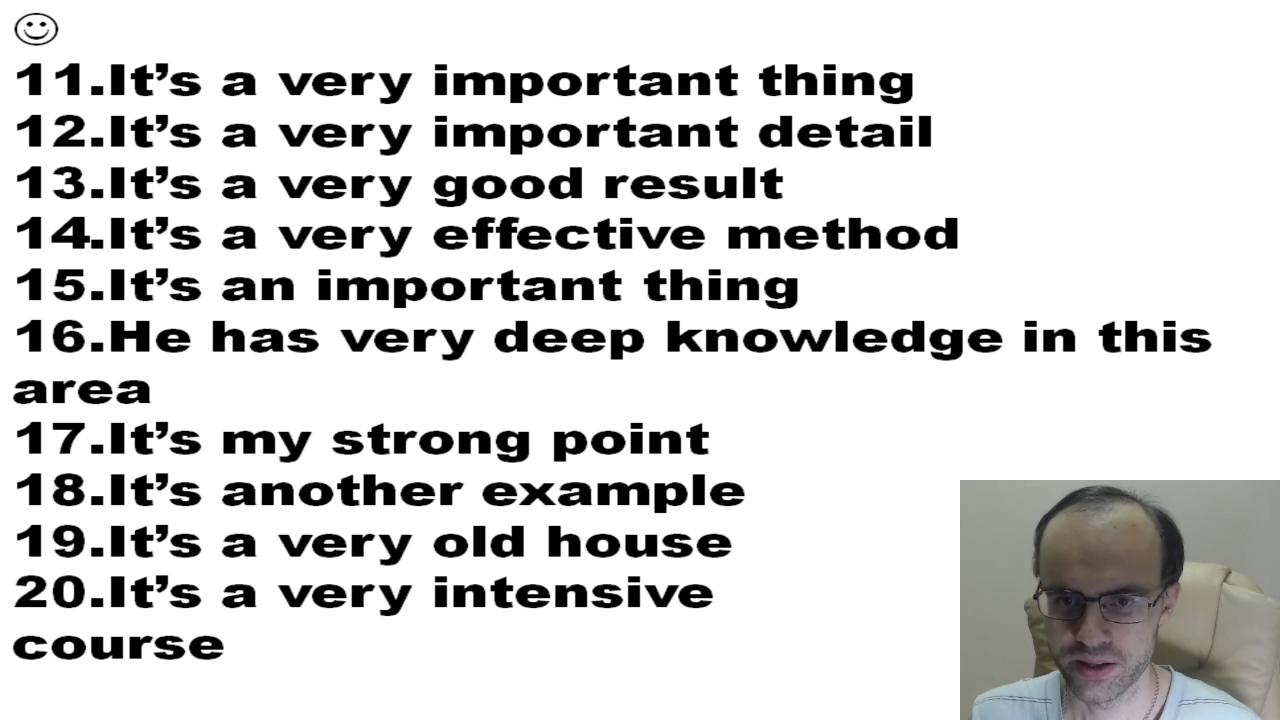 11.It’s a very important thing
12.It’s a very important detail
13.It’s a very good result
14.It’s a very effective method
15.It’s an important thing
16.He has very deep knowledge in this
area
17.It’s my strong point
18.It’s another example
19.It’s a very old house
20.It’s a very intensive
course